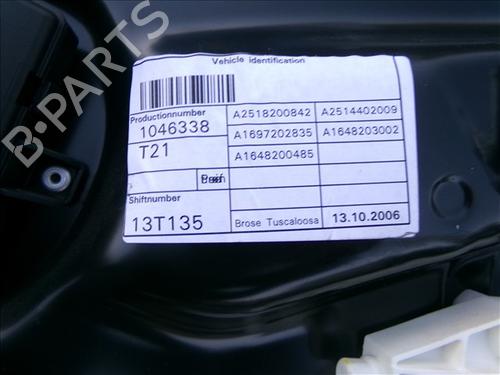 Vehicle identification
Productionnumber
1046338
T21
Shiftnumber
13T135
A2518200842 A2514402009
A1697202835 A1648203002
A1648200485
Brose Tuscaloosa 13.10.2006
B-PARTS